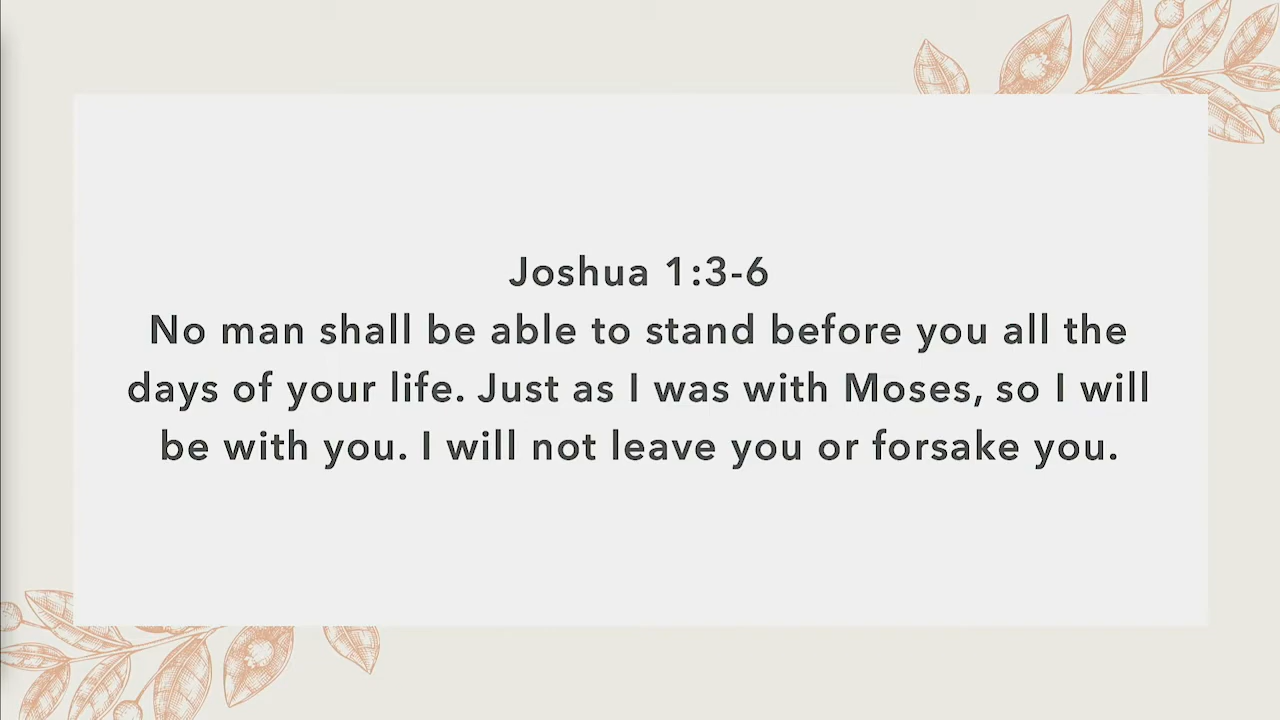 Joshua 1:3-6
No man shall be able to stand before you all the
days of your life. Just as I was with Moses, so I will
be with you. I will not leave you or forsake you.